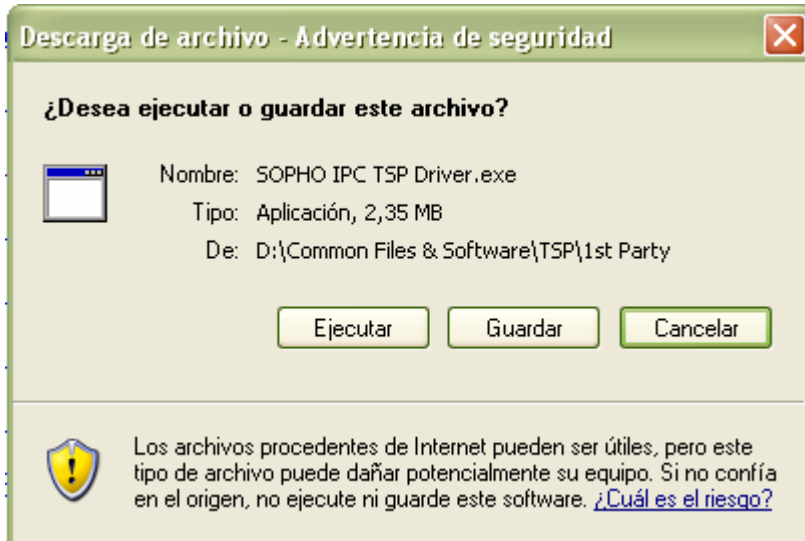 Descarga de archivo - Advertencia de seguridad
¿Desea ejecutar o guardar este archivo?
Nombre: SOPHO IPC TSP Driver.exe
Tipo: Aplicación, 2,35 MB
De: D:\Common Files & Software\TSP\1st Party
Ejecutar Guardar Cancelar
Los archivos procedentes de Internet pueden ser útiles, pero este
tipo de archivo puede dañar potencialmente su equipo. Si no confía
en el origen, no ejecute ni guarde este software. ¿Cuál es el riesgo?